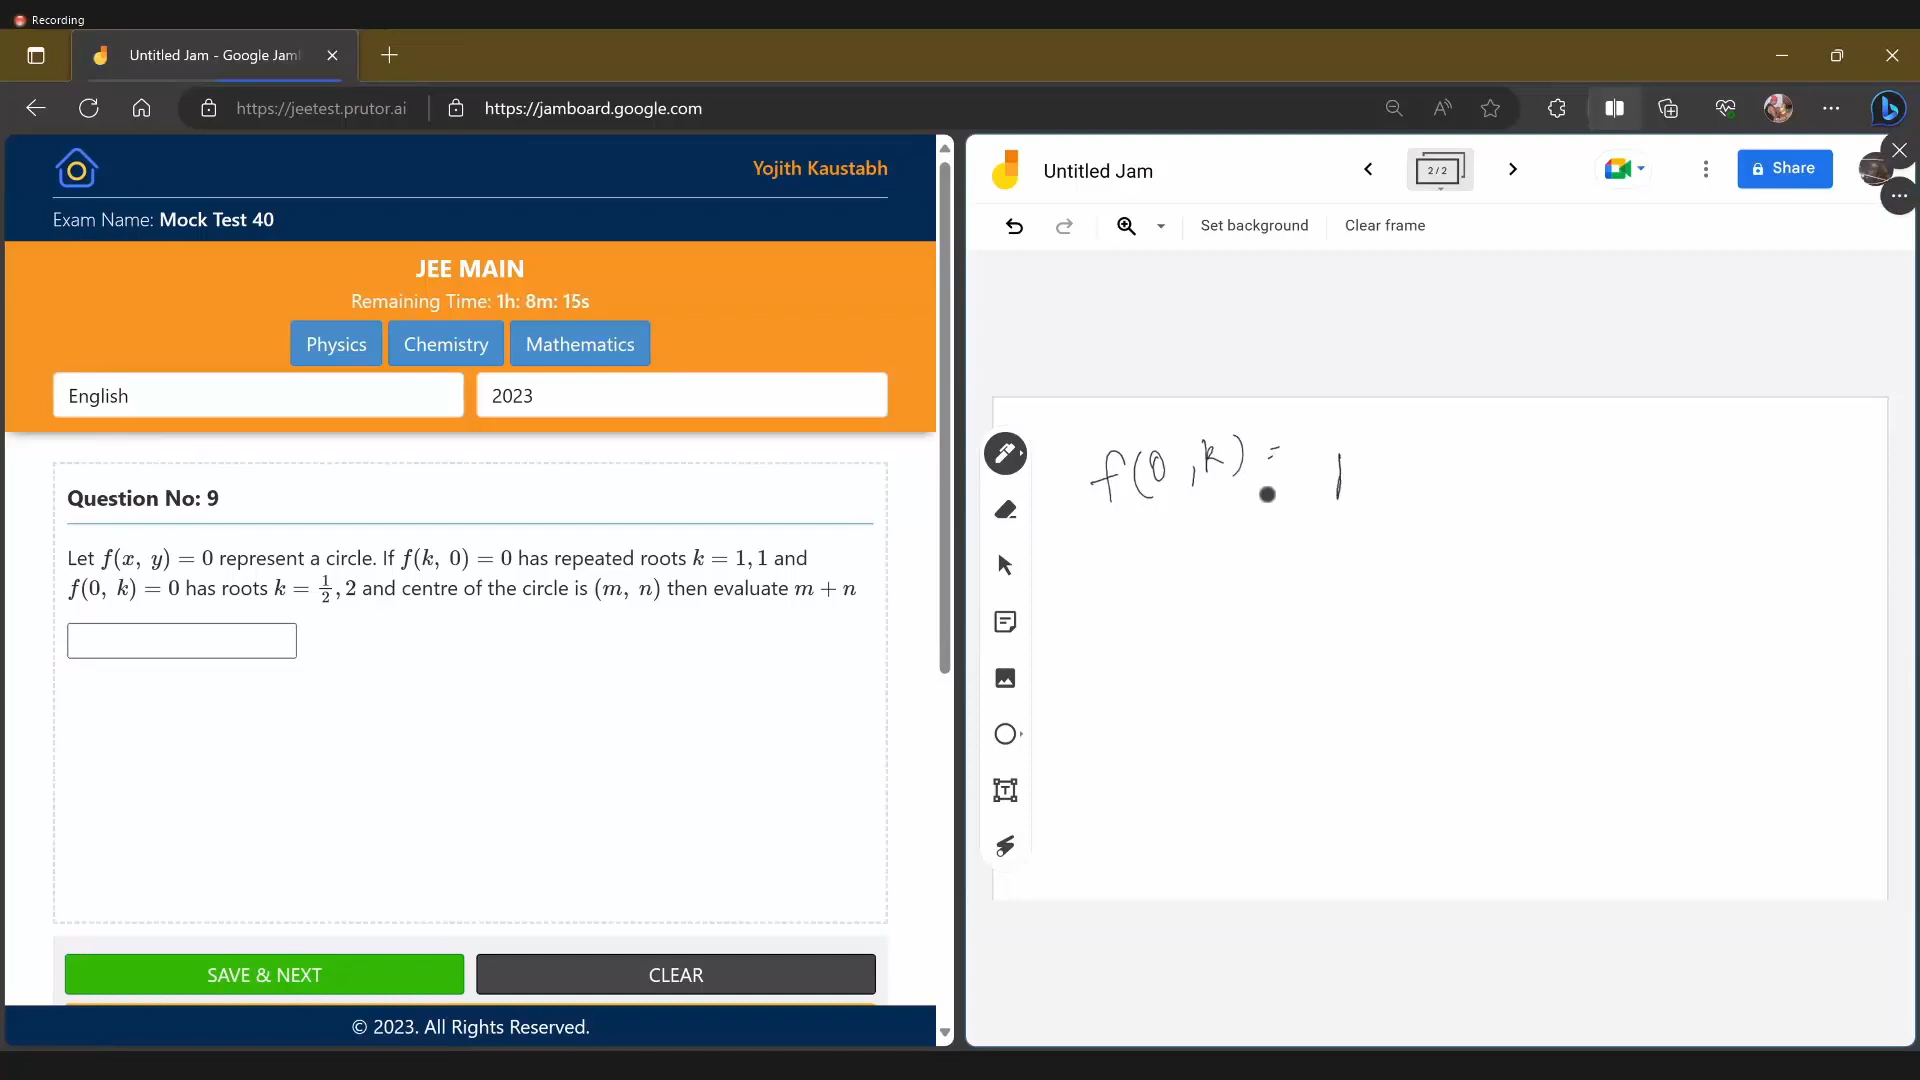 Recording
Untitled Jam - Google Jam
https://jeetest.prutor.ai
https://jamboard.google.com
Yojith Kaustabh
Exam Name: Mock Test 40
JEE MAIN
Remaining Time: 1h: 8m: 15s
Physics
Chemistry
Mathematics
English
2023
Question No: 9
Let f(x, y) = 0 represent a circle. If f(k, 0) = 0 has repeated roots k = 1, 1 and
f(0, k) = 0 has roots k = 1/2, 2 and centre of the circle is (m, n) then evaluate m + n
SAVE & NEXT
CLEAR
© 2023. All Rights Reserved.
Untitled Jam
2 / 2
Share
Set background
Clear frame
f(0, k) = 1